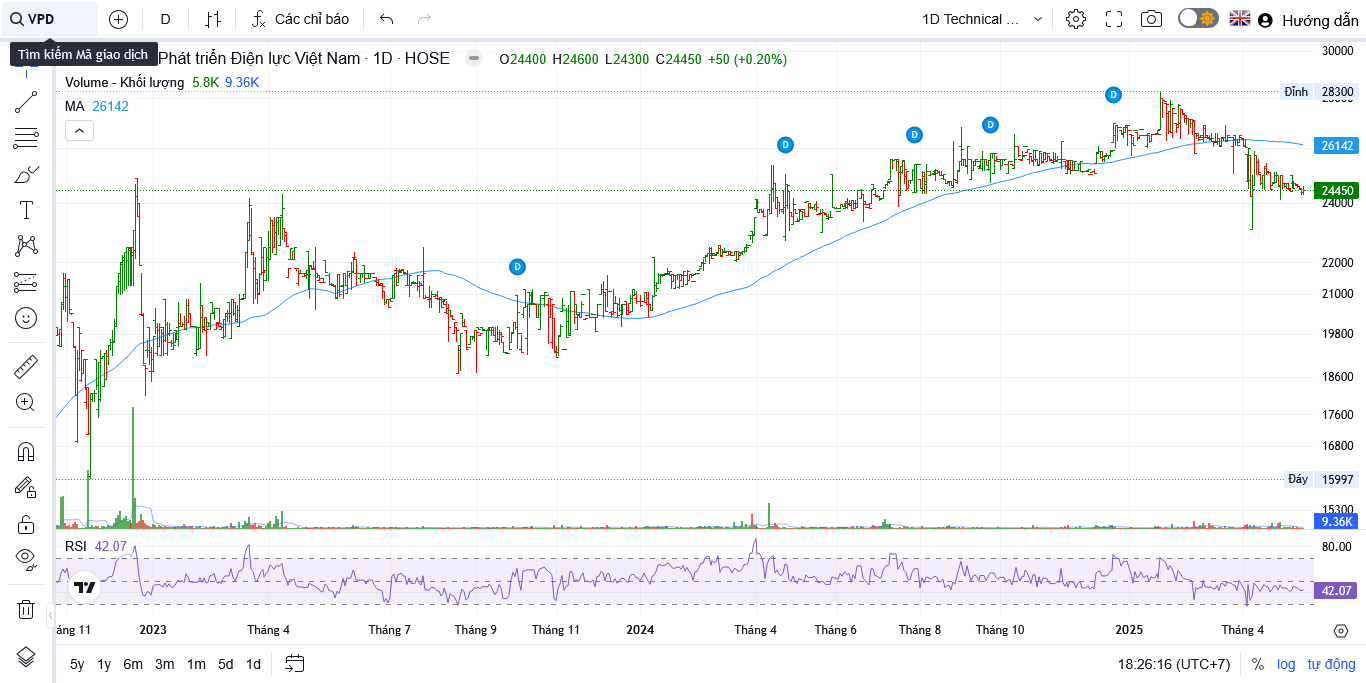 VPD D Các chỉ báo 1D Technical ... Hướng dẫn
Tìm kiếm Mã giao dịch
Phát triển Điện lực Việt Nam · 1D · HOSE O24400 H24600 L24300 C24450 +50 (+0.20%)
Volume - Khối lượng 5.8K 9.36K
MA 26142
30000
Đỉnh 28300
26142
24450
24000
22000
21000
19800
18600
17600
16800
Đáy 15997
15300
9.36K
D D D D D
RSI 42.07
80.00
42.07
áng 11 2023 Tháng 4 Tháng 7 Tháng 9 Tháng 11 2024 Tháng 4 Tháng 6 Tháng 8 Tháng 10 2025 Tháng 4
5y 1y 6m 3m 1m 5d 1d 18:26:16 (UTC+7) % log tự động